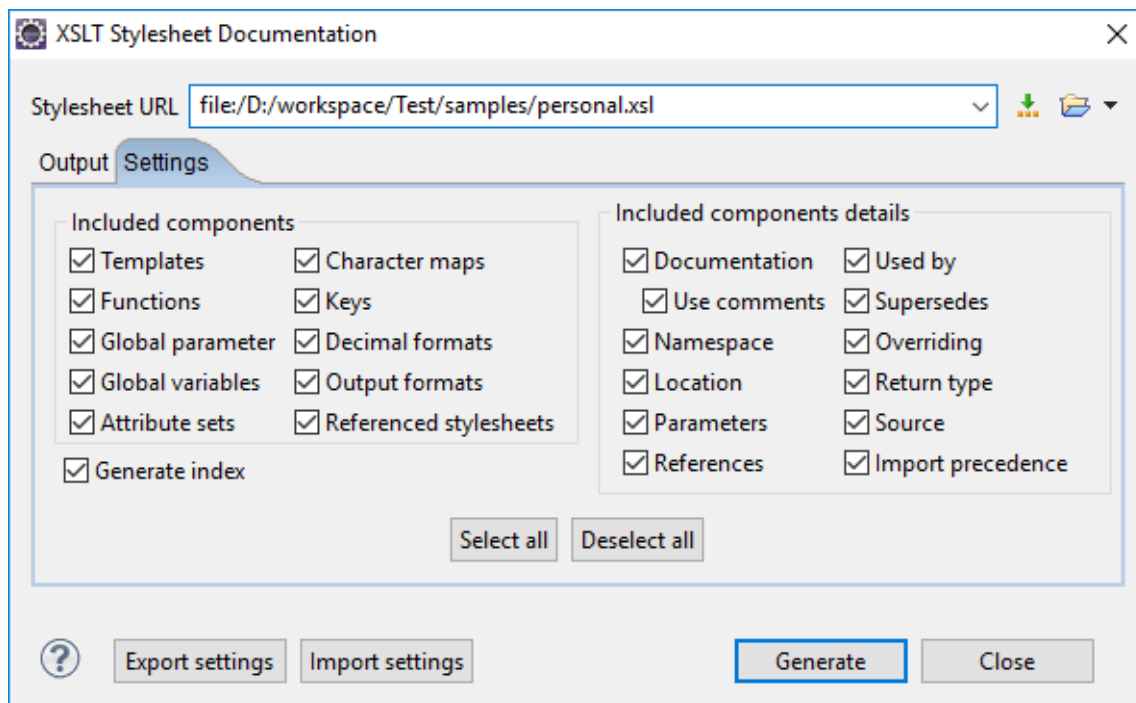 XSLT Stylesheet Documentation
Stylesheet URL file:/D:/workspace/Test/samples/personal.xsl
Output Settings
Included components
Templates Character maps
Functions Keys
Global parameter Decimal formats
Global variables Output formats
Attribute sets Referenced stylesheets
Generate index
Included components details
Documentation Used by
Use comments Supersedes
Namespace Overriding
Location Return type
Parameters Source
References Import precedence
Select all Deselect all
? Export settings Import settings Generate Close